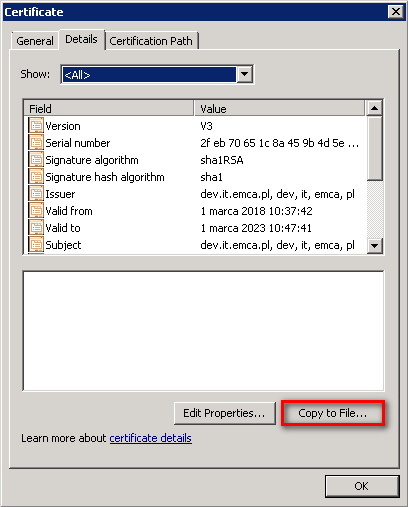 Certificate
General Details Certification Path
Show: <All>
Field Value
Version V3
Serial number 2f eb 70 65 1c 8a 45 9b 4d 5e ...
Signature algorithm sha1RSA
Signature hash algorithm sha1
Issuer dev.it.emca.pl, dev, it, emca, pl
Valid from 1 marca 2018 10:37:42
Valid to 1 marca 2023 10:47:41
Subject dev.it.emca.pl, dev, it, emca, pl
Edit Properties... Copy to File...
Learn more about certificate details
OK